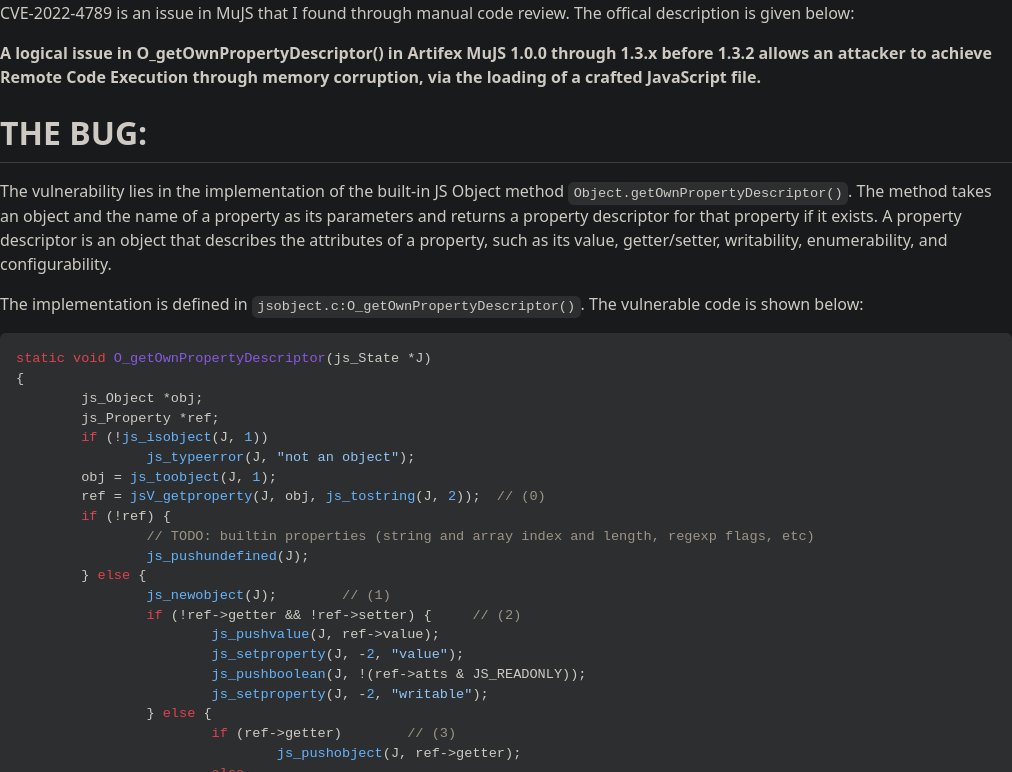 CVE-2022-4789 is an issue in MuJS that I found through manual code review. The offical description is given below:
A logical issue in O_getOwnPropertyDescriptor() in Artifex MuJS 1.0.0 through 1.3.x before 1.3.2 allows an attacker to achieve
Remote Code Execution through memory corruption, via the loading of a crafted JavaScript file.
THE BUG:
The vulnerability lies in the implementation of the built-in JS Object method Object.getOwnPropertyDescriptor(). The method takes
an object and the name of a property as its parameters and returns a property descriptor for that property if it exists. A property
descriptor is an object that describes the attributes of a property, such as its value, getter/setter, writability, enumerability, and
configurability.
The implementation is defined in jsobject.c:O_getOwnPropertyDescriptor(). The vulnerable code is shown below:
static void O_getOwnPropertyDescriptor(js_State *J)
{
        js_Object *obj;
        js_Property *ref;
        if (!js_isobject(J, 1))
                js_typeerror(J, "not an object");
        obj = js_toobject(J, 1);
        ref = jsV_getproperty(J, obj, js_tostring(J, 2));  // (0)
        if (!ref) {
                // TODO: builtin properties (string and array index and length, regexp flags, etc)
                js_pushundefined(J);
        } else {
                js_newobject(J);        // (1)
                if (!ref->getter && !ref->setter) {     // (2)
                        js_pushvalue(J, ref->value);
                        js_setproperty(J, -2, "value");
                        js_pushboolean(J, !(ref->atts & JS_READONLY));
                        js_setproperty(J, -2, "writable");
                } else {
                        if (ref->getter)        // (3)
                                js_pushobject(J, ref->getter);
                        else